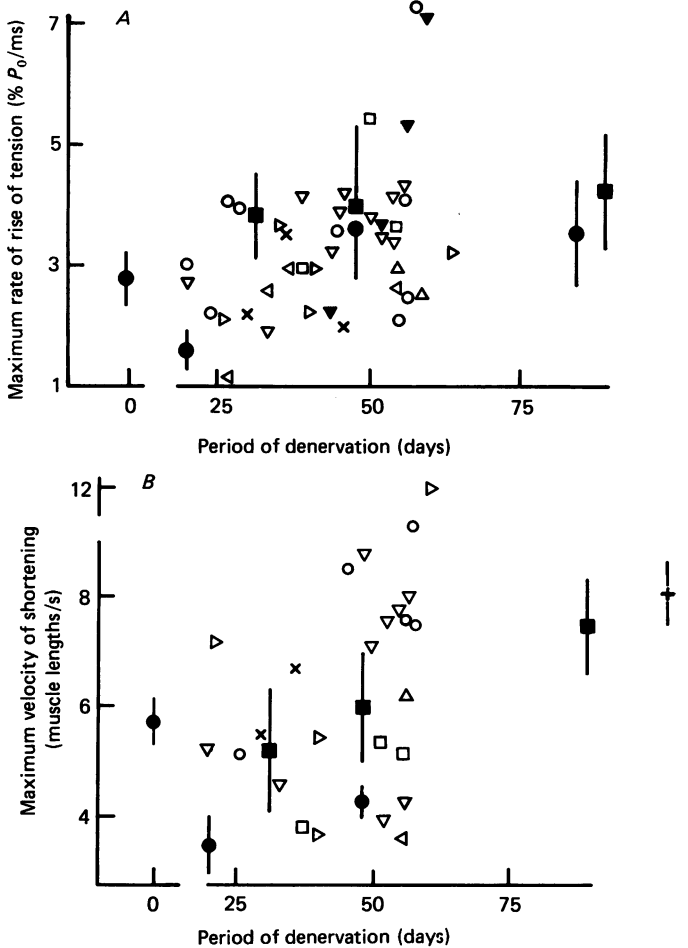 A
Maximum rate of rise of tension (% P₀/ms)
7
5
3
1
0
25
50
75
Period of denervation (days)
B
Maximum velocity of shortening
(muscle lengths/s)
12
8
6
4
0
25
50
75
Period of denervation (days)